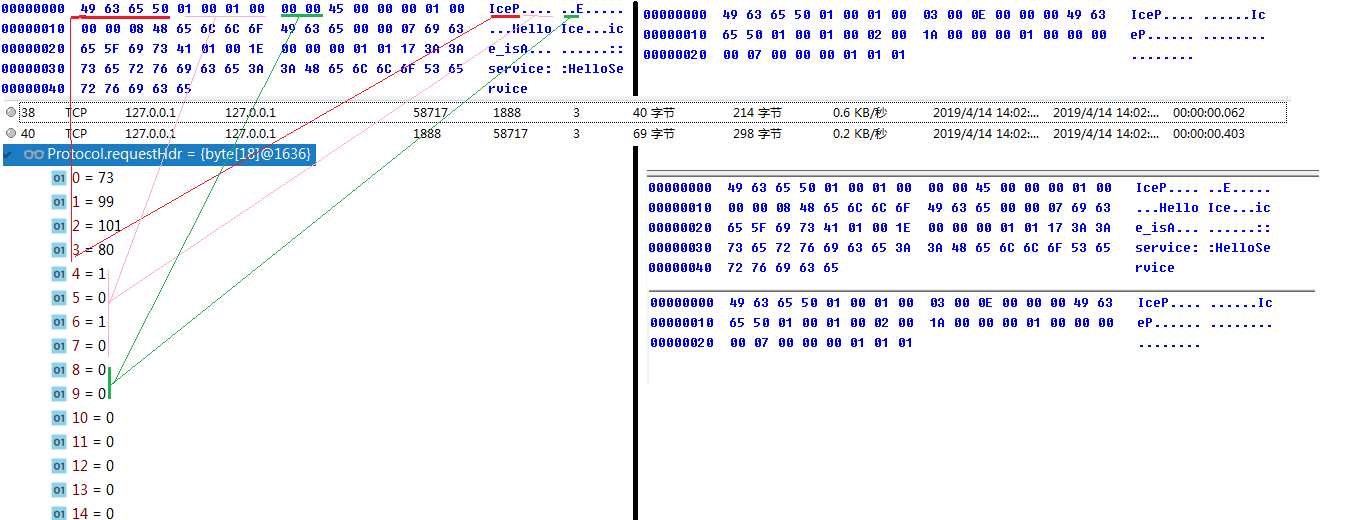 00000000 49 63 65 50 01 00 01 00 00 00 45 00 00 00 01 00 IceP.... ..E.....
00000010 00 00 08 48 65 6C 6C 6F 49 63 65 00 00 07 69 63 ...Hello Ice...ic
00000020 65 5F 69 73 41 01 00 1E 00 00 00 01 01 17 3A 3A e_isA... ......::
00000030 73 65 72 76 69 63 65 3A 3A 48 65 6C 6C 6F 53 65 service: :HelloSe
00000040 72 76 69 63 65 rvice
00000000 49 63 65 50 01 00 01 00 03 00 0E 00 00 00 49 63 IceP.... ......Ic
00000010 65 50 01 00 01 00 02 00 1A 00 00 00 01 00 00 00 eP...... ........
00000020 00 07 00 00 00 01 01 01 ........
38 TCP 127.0.0.1 127.0.0.1 58717 1888 3 40 字节 214 字节 0.6 KB/秒 2019/4/14 14:02:... 2019/4/14 14:02:... 00:00:00.062
40 TCP 127.0.0.1 127.0.0.1 1888 58717 3 69 字节 298 字节 0.2 KB/秒 2019/4/14 14:02:... 2019/4/14 14:02:... 00:00:00.403
Protocol.requestHdr = {byte[18]@1636}
01 0 = 73
01 1 = 99
01 2 = 101
01 3 = 80
01 4 = 1
01 5 = 0
01 6 = 1
01 7 = 0
01 8 = 0
01 9 = 0
01 10 = 0
01 11 = 0
01 12 = 0
01 13 = 0
01 14 = 0
00000000 49 63 65 50 01 00 01 00 00 00 45 00 00 00 01 00 IceP.... ..E.....
00000010 00 00 08 48 65 6C 6C 6F 49 63 65 00 00 07 69 63 ...Hello Ice...ic
00000020 65 5F 69 73 41 01 00 1E 00 00 00 01 01 17 3A 3A e_isA... ......::
00000030 73 65 72 76 69 63 65 3A 3A 48 65 6C 6C 6F 53 65 service: :HelloSe
00000040 72 76 69 63 65 rvice
00000000 49 63 65 50 01 00 01 00 03 00 0E 00 00 00 49 63 IceP.... ......Ic
00000010 65 50 01 00 01 00 02 00 1A 00 00 00 01 00 00 00 eP...... ........
00000020 00 07 00 00 00 01 01 01 ........